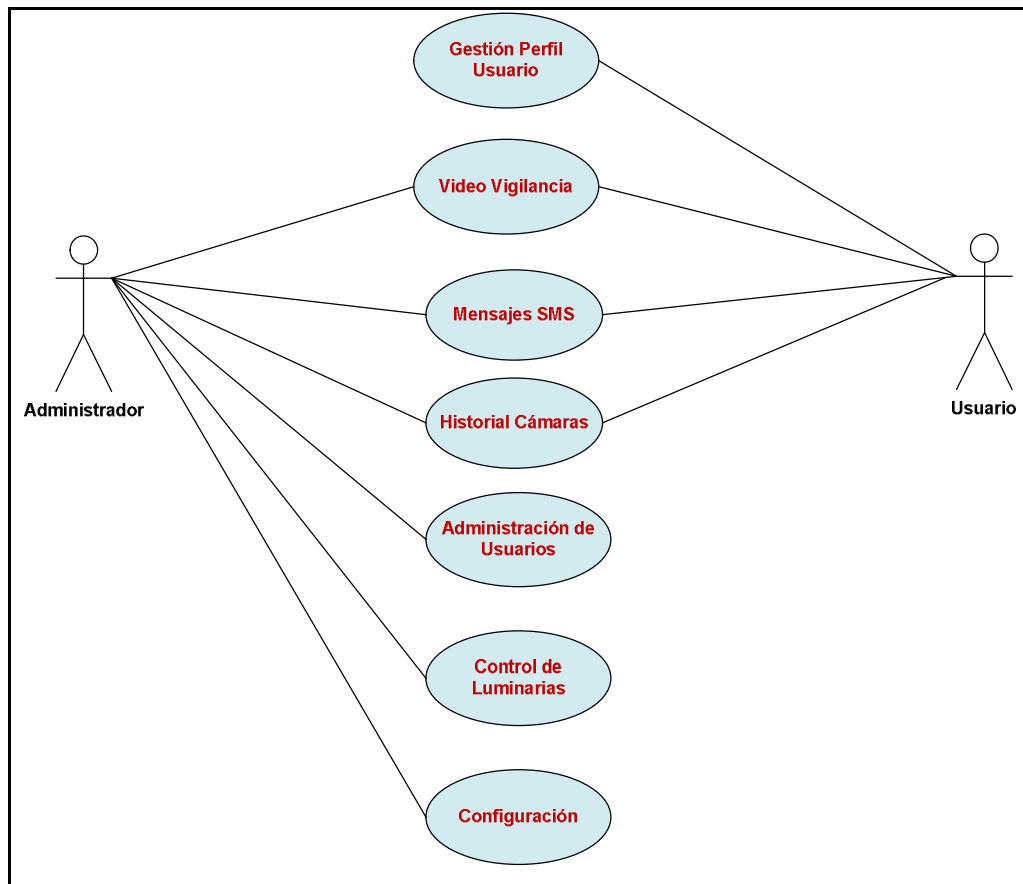 Gestión Perfil
Usuario
Video Vigilancia
Mensajes SMS
Administrador
Usuario
Historial Cámaras
Administración de
Usuarios
Control de
Luminarias
Configuración